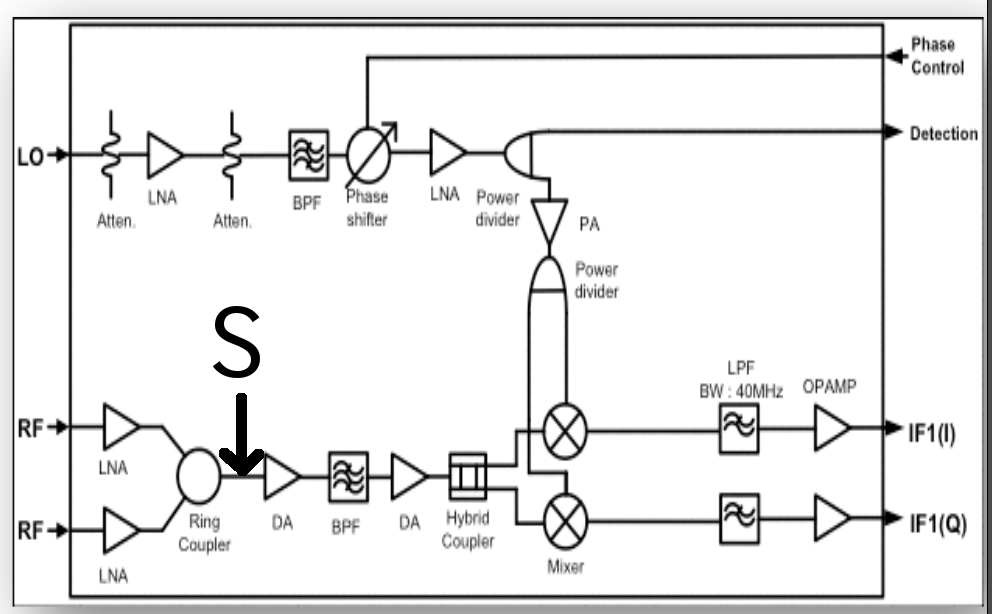 Phase
Control
LO
Detection
LNA
Atten.
Atten.
BPF
Phase
shifter
LNA
Power
divider
PA
Power
divider
S
LPF
BW : 40MHz
OPAMP
RF
LNA
IF1(I)
RF
Ring
Coupler
DA
BPF
DA
Hybrid
Coupler
IF1(Q)
LNA
Mixer